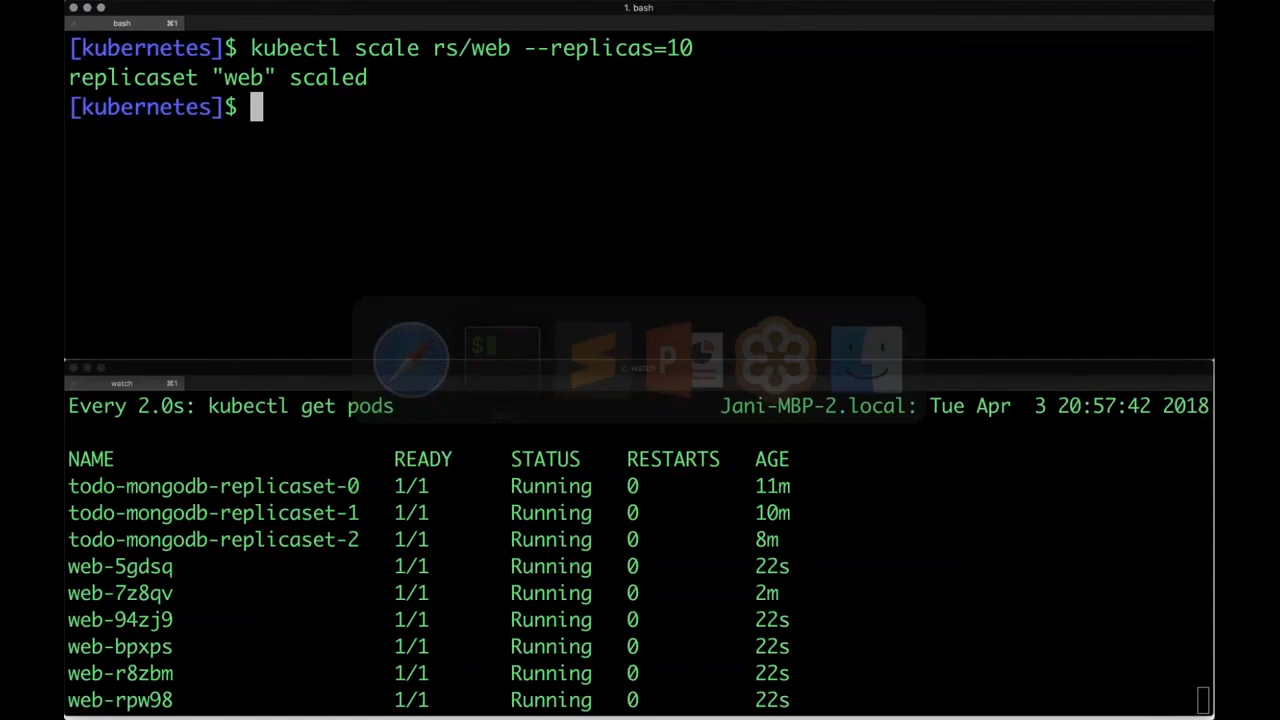 1. bash
bash ⌘1
[kubernetes]$ kubectl scale rs/web --replicas=10
replicaset "web" scaled
[kubernetes]$
$
P
2. watch
watch ⌘1
Every 2.0s: kubectl get pods Jani-MBP-2.local: Tue Apr 3 20:57:42 2018
NAME READY STATUS RESTARTS AGE
todo-mongodb-replicaset-0 1/1 Running 0 11m
todo-mongodb-replicaset-1 1/1 Running 0 10m
todo-mongodb-replicaset-2 1/1 Running 0 8m
web-5gdsq 1/1 Running 0 22s
web-7z8qv 1/1 Running 0 2m
web-94zj9 1/1 Running 0 22s
web-bpxps 1/1 Running 0 22s
web-r8zbm 1/1 Running 0 22s
web-rpw98 1/1 Running 0 22s